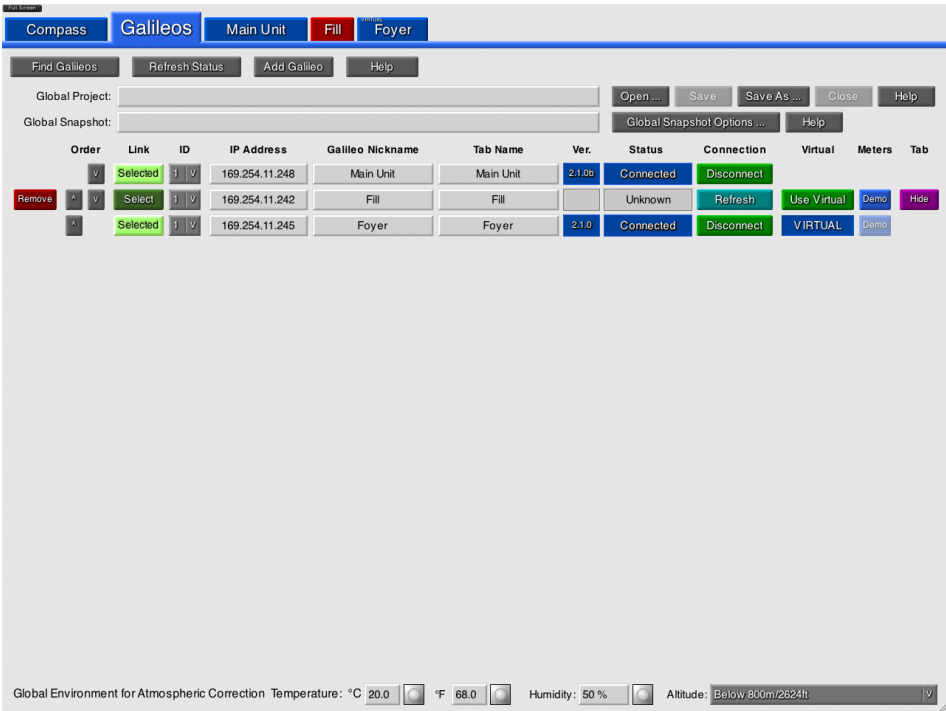 Full Screen
Compass Galileos Main Unit Fill VIRTUAL Foyer
Find Galileos Refresh Status Add Galileo Help
Global Project: Open ... Save Save As ... Close Help
Global Snapshot: Global Snapshot Options ... Help
Order Link ID IP Address Galileo Nickname Tab Name Ver. Status Connection Virtual Meters Tab
v Selected 1 V 169.254.11.248 Main Unit Main Unit 2.1.0b Connected Disconnect
Remove ^ v Select 1 V 169.254.11.242 Fill Fill Unknown Refresh Use Virtual Demo Hide
^ Selected 1 V 169.254.11.245 Foyer Foyer 2.1.0 Connected Disconnect VIRTUAL Demo
Global Environment for Atmospheric Correction Temperature: °C 20.0 °F 68.0 Humidity: 50 % Altitude: Below 800m/2624ft V